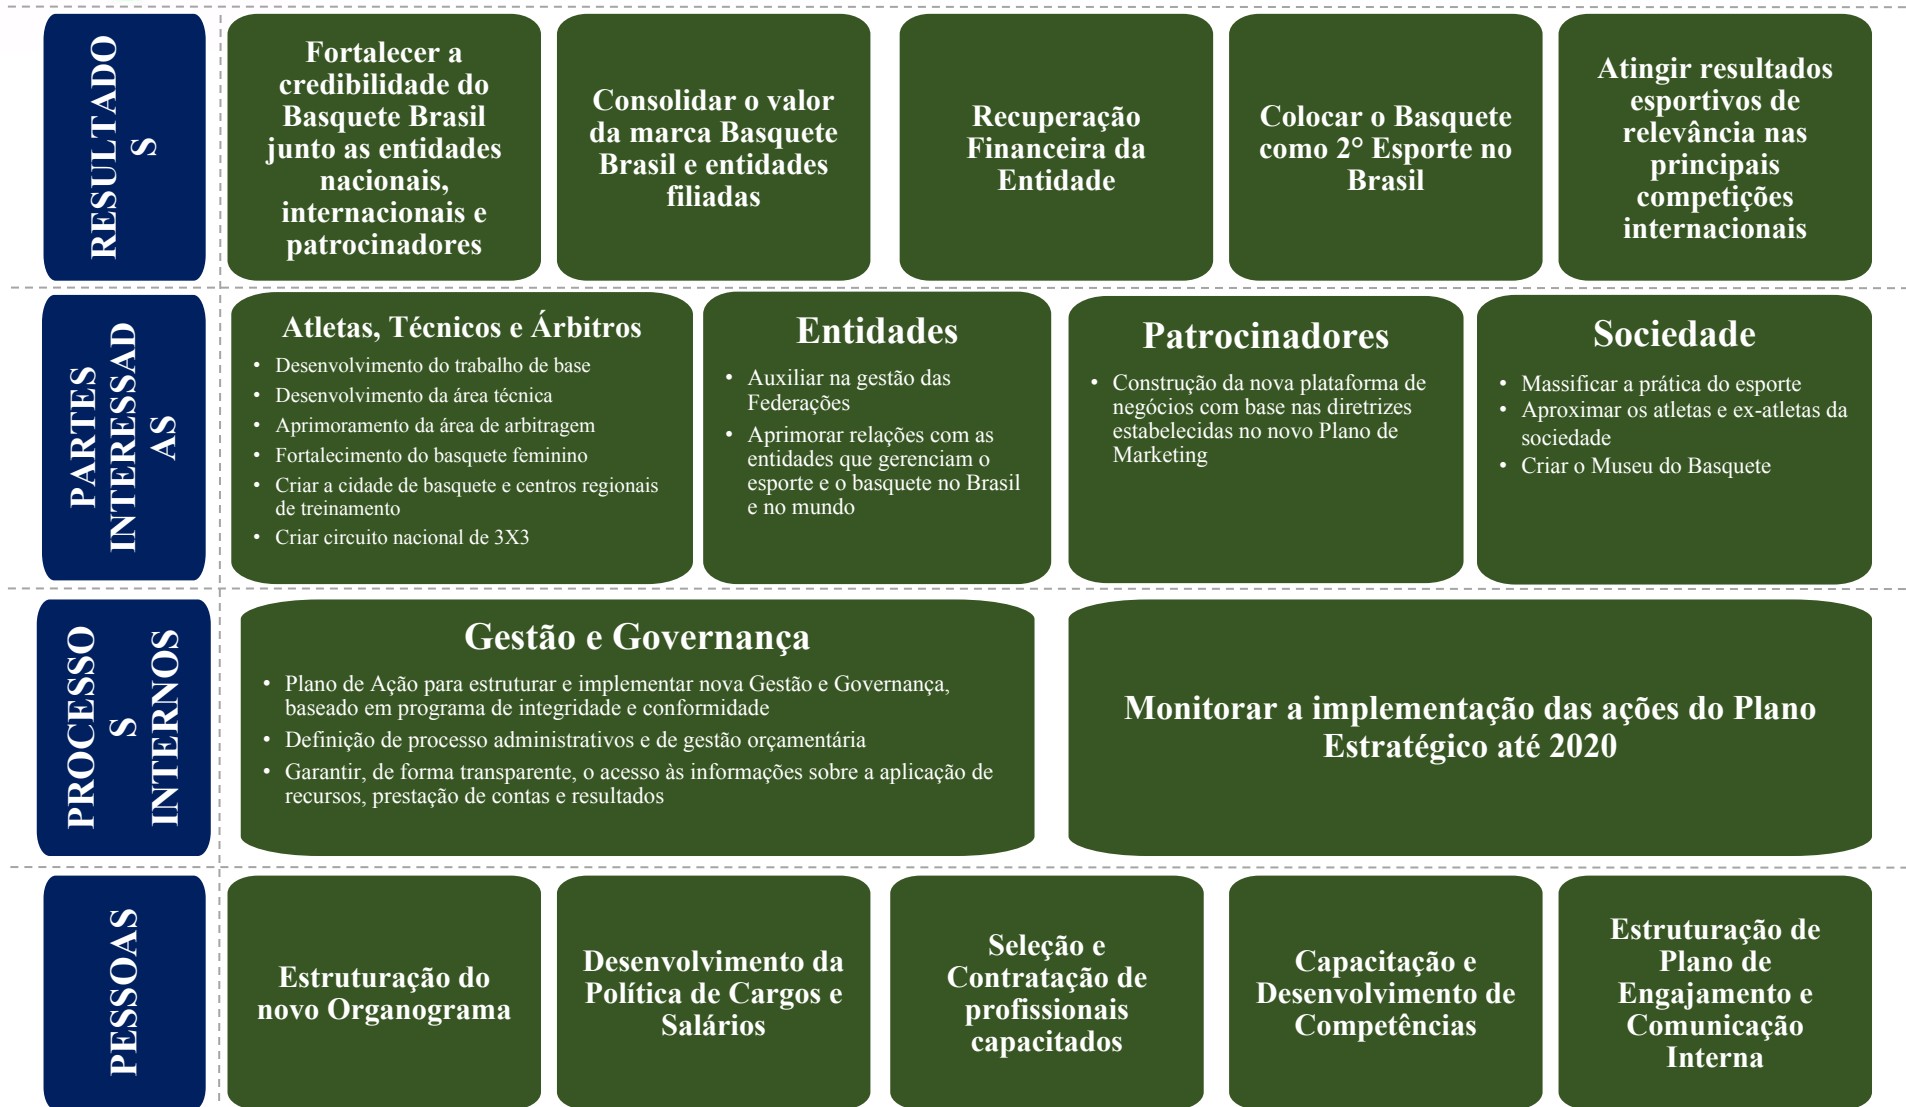 RESULTADO
S
Fortalecer a
credibilidade do
Basquete Brasil
junto as entidades
nacionais,
internacionais e
patrocinadores
Consolidar o valor
da marca Basquete
Brasil e entidades
filiadas
Recuperação
Financeira da
Entidade
Colocar o Basquete
como 2° Esporte no
Brasil
Atingir resultados
esportivos de
relevância nas
principais
competições
internacionais
PARTES
INTERESSAD
AS
Atletas, Técnicos e Árbitros
• Desenvolvimento do trabalho de base
• Desenvolvimento da área técnica
• Aprimoramento da área de arbitragem
• Fortalecimento do basquete feminino
• Criar a cidade de basquete e centros regionais
de treinamento
• Criar circuito nacional de 3X3
Entidades
• Auxiliar na gestão das
Federações
• Aprimorar relações com as
entidades que gerenciam o
esporte e o basquete no Brasil
e no mundo
Patrocinadores
• Construção da nova plataforma de
negócios com base nas diretrizes
estabelecidas no novo Plano de
Marketing
Sociedade
• Massificar a prática do esporte
• Aproximar os atletas e ex-atletas da
sociedade
• Criar o Museu do Basquete
PROCESSO
S
INTERNOS
Gestão e Governança
• Plano de Ação para estruturar e implementar nova Gestão e Governança,
baseado em programa de integridade e conformidade
• Definição de processo administrativos e de gestão orçamentária
• Garantir, de forma transparente, o acesso às informações sobre a aplicação de
recursos, prestação de contas e resultados
Monitorar a implementação das ações do Plano
Estratégico até 2020
PESSOAS
Estruturação do
novo Organograma
Desenvolvimento da
Política de Cargos e
Salários
Seleção e
Contratação de
profissionais
capacitados
Capacitação e
Desenvolvimento de
Competências
Estruturação de
Plano de
Engajamento e
Comunicação
Interna